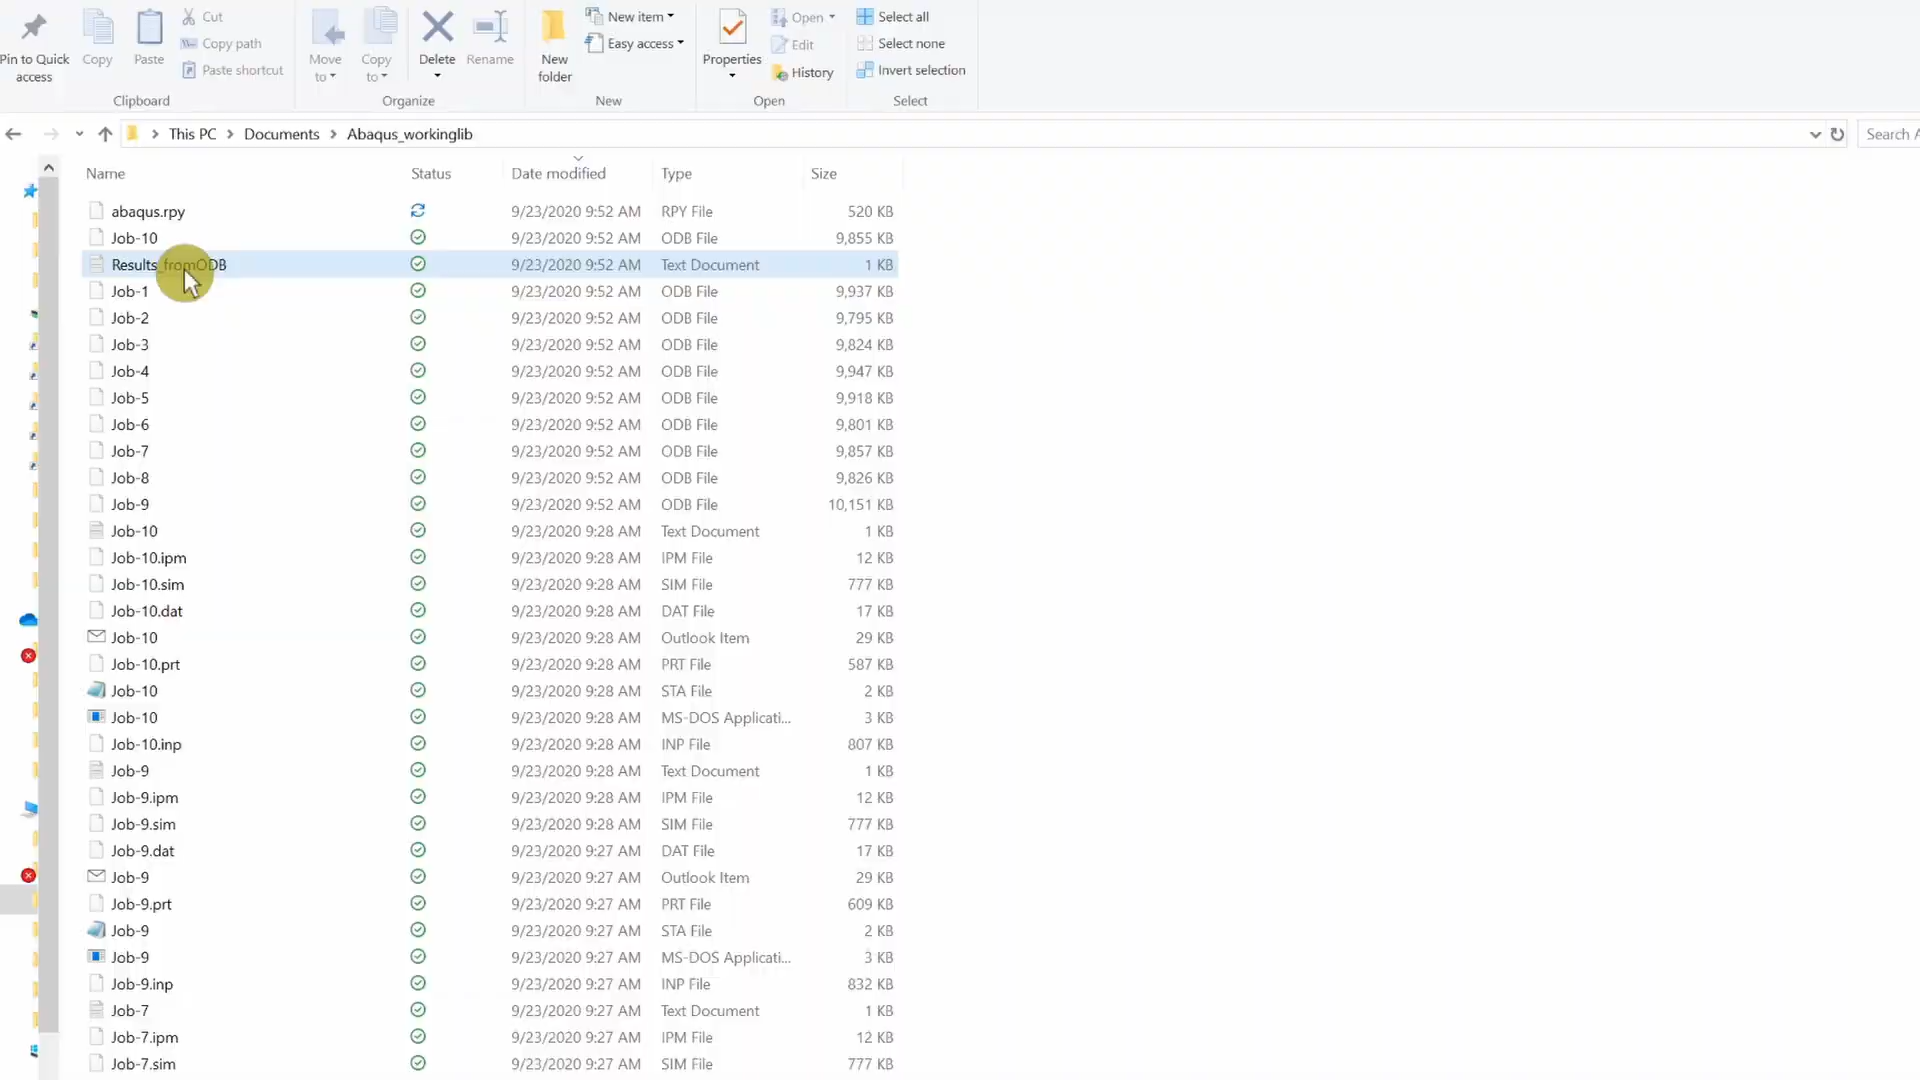 Pin to Quick access
Copy
Paste
Cut
Copy path
Paste shortcut
Clipboard
Move to
Copy to
Delete
Rename
Organize
New folder
New item
Easy access
New
Properties
Open
Edit
History
Open
Select all
Select none
Invert selection
Select
This PC > Documents > Abaqus_workinglib
Search A
Name Status Date modified Type Size
abaqus.rpy 9/23/2020 9:52 AM RPY File 520 KB
Job-10 9/23/2020 9:52 AM ODB File 9,855 KB
Results_fromODB 9/23/2020 9:52 AM Text Document 1 KB
Job-1 9/23/2020 9:52 AM ODB File 9,937 KB
Job-2 9/23/2020 9:52 AM ODB File 9,795 KB
Job-3 9/23/2020 9:52 AM ODB File 9,824 KB
Job-4 9/23/2020 9:52 AM ODB File 9,947 KB
Job-5 9/23/2020 9:52 AM ODB File 9,918 KB
Job-6 9/23/2020 9:52 AM ODB File 9,801 KB
Job-7 9/23/2020 9:52 AM ODB File 9,857 KB
Job-8 9/23/2020 9:52 AM ODB File 9,826 KB
Job-9 9/23/2020 9:52 AM ODB File 10,151 KB
Job-10 9/23/2020 9:28 AM Text Document 1 KB
Job-10.ipm 9/23/2020 9:28 AM IPM File 12 KB
Job-10.sim 9/23/2020 9:28 AM SIM File 777 KB
Job-10.dat 9/23/2020 9:28 AM DAT File 17 KB
Job-10 9/23/2020 9:28 AM Outlook Item 29 KB
Job-10.prt 9/23/2020 9:28 AM PRT File 587 KB
Job-10 9/23/2020 9:28 AM STA File 2 KB
Job-10 9/23/2020 9:28 AM MS-DOS Applicati... 3 KB
Job-10.inp 9/23/2020 9:28 AM INP File 807 KB
Job-9 9/23/2020 9:28 AM Text Document 1 KB
Job-9.ipm 9/23/2020 9:28 AM IPM File 12 KB
Job-9.sim 9/23/2020 9:28 AM SIM File 777 KB
Job-9.dat 9/23/2020 9:27 AM DAT File 17 KB
Job-9 9/23/2020 9:27 AM Outlook Item 29 KB
Job-9.prt 9/23/2020 9:27 AM PRT File 609 KB
Job-9 9/23/2020 9:27 AM STA File 2 KB
Job-9 9/23/2020 9:27 AM MS-DOS Applicati... 3 KB
Job-9.inp 9/23/2020 9:27 AM INP File 832 KB
Job-7 9/23/2020 9:27 AM Text Document 1 KB
Job-7.ipm 9/23/2020 9:27 AM IPM File 12 KB
Job-7.sim 9/23/2020 9:27 AM SIM File 777 KB